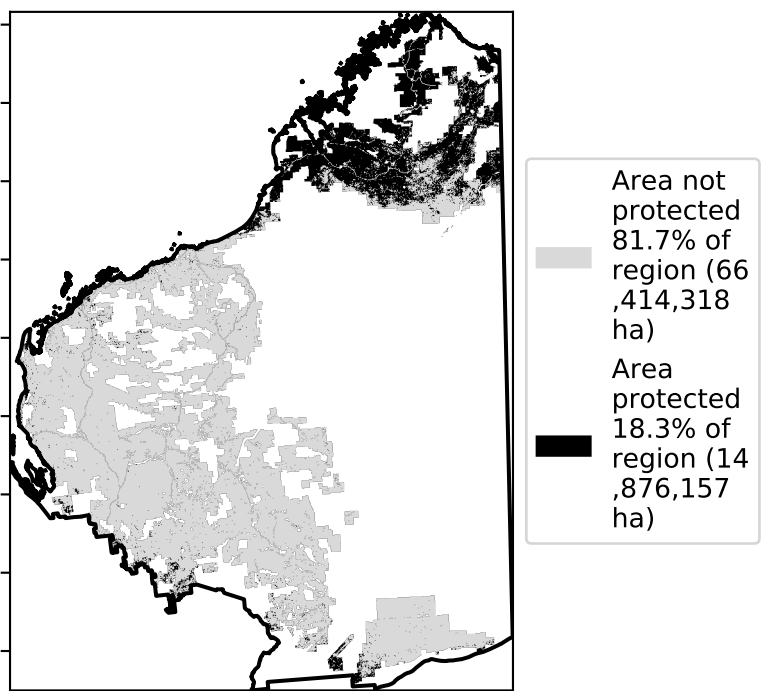 Area not
protected
81.7% of
region (66
,414,318
ha)
Area
protected
18.3% of
region (14
,876,157
ha)